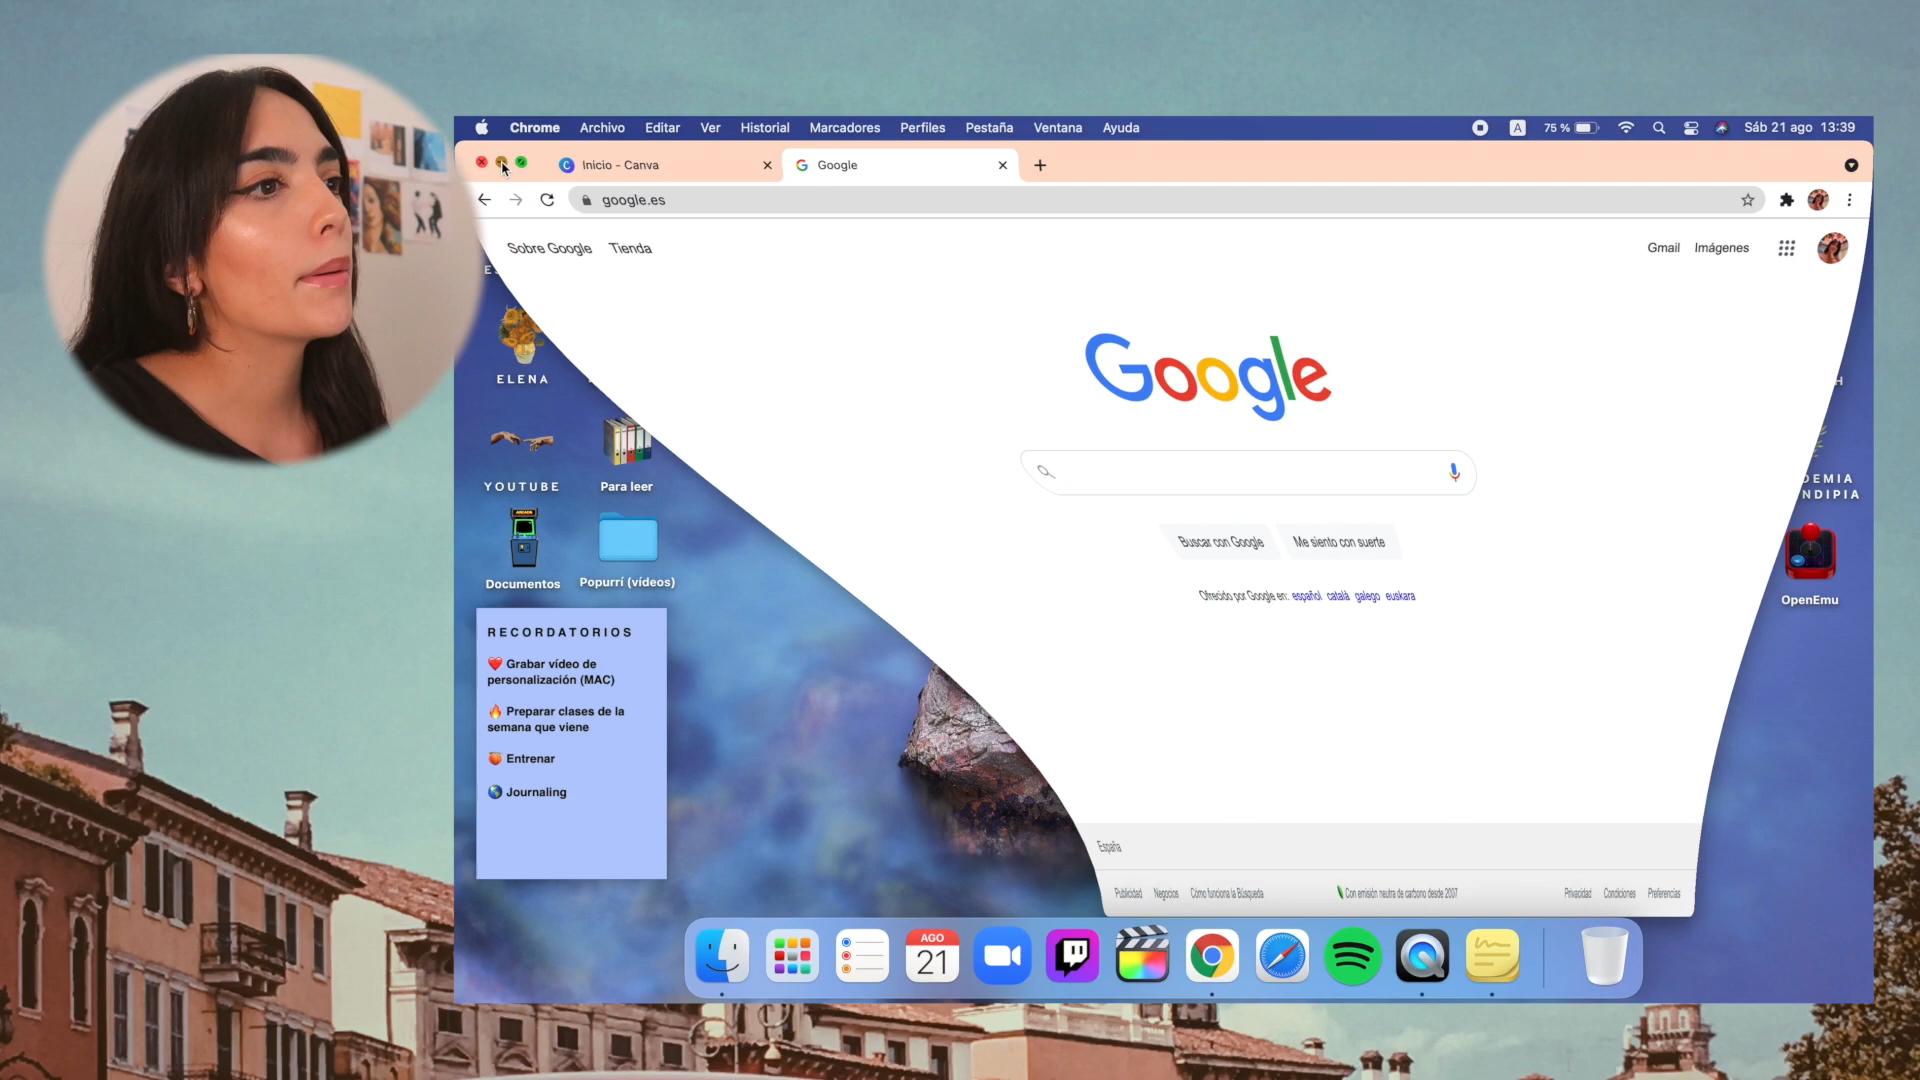 Chrome Archivo Editar Ver Historial Marcadores Perfiles Pestaña Ventana Ayuda A 75 % Sáb 21 ago 13:39
Inicio - Canva
Google
google.es
Sobre Google Tienda
Gmail Imágenes
Google
ELENA
YOUTUBE
Para leer
ARCADE
Documentos
Popurrí (vídeos)
Buscar con Google
Me siento con suerte
Ofrecido por Google en: español català galego euskara
DEMIA
NDIPIA
OpenEmu
RECORDATORIOS
❤️ Grabar vídeo de
personalización (MAC)
🔥 Preparar clases de la
semana que viene
🍑 Entrenar
🌎 Journaling
España
Publicidad Negocios Cómo funciona la Búsqueda
Con emisión neutra de carbono desde 2007
Privacidad Condiciones Preferencias
AGO
21